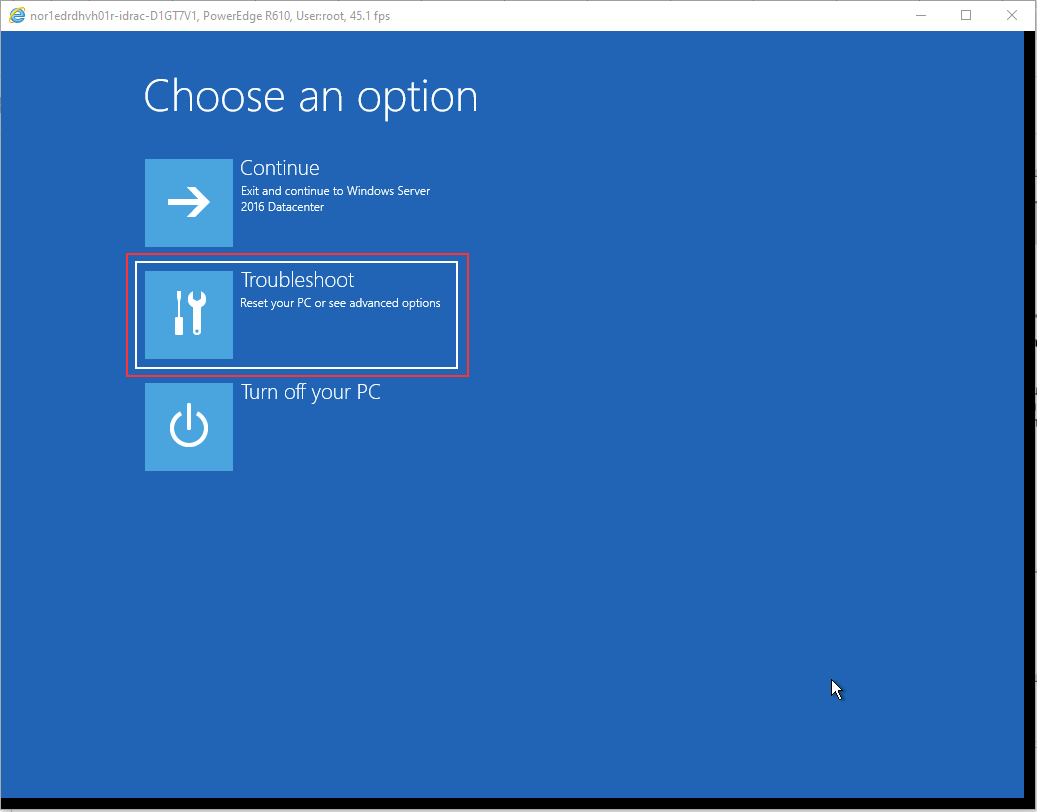 nor1edrdhvh01r-idrac-D1GT7V1, PowerEdge R610, User:root, 45.1 fps
Choose an option
Continue
Exit and continue to Windows Server
2016 Datacenter
Troubleshoot
Reset your PC or see advanced options
Turn off your PC